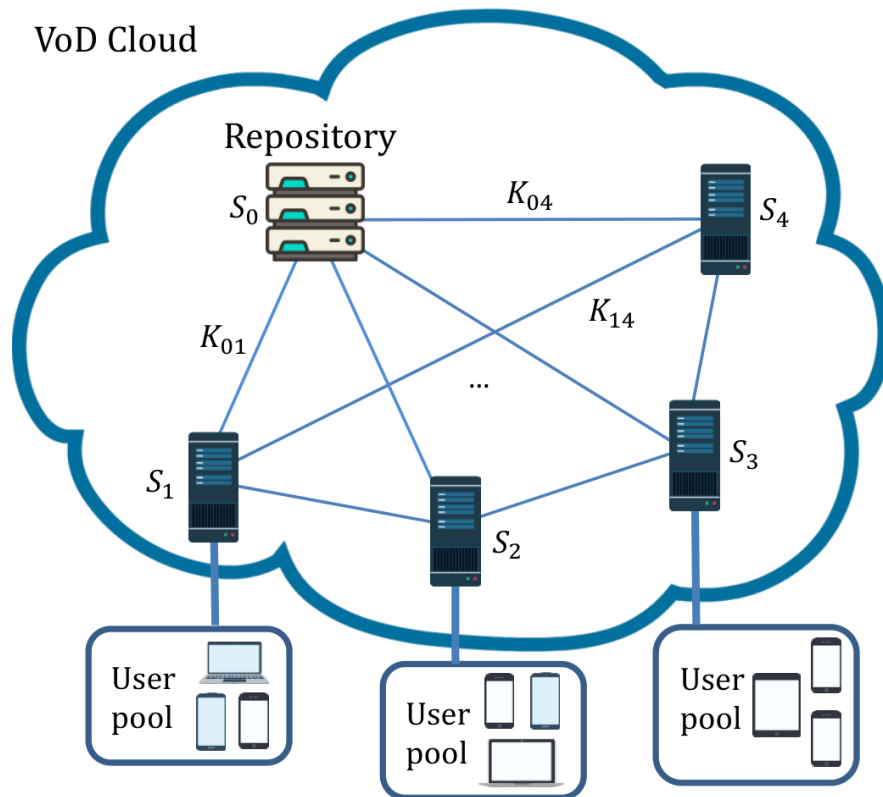 VoD Cloud
Repository
S₀
K₀₄
S₄
K₀₁
K₁₄
...
S₁
S₂
S₃
User
pool
User
pool
User
pool